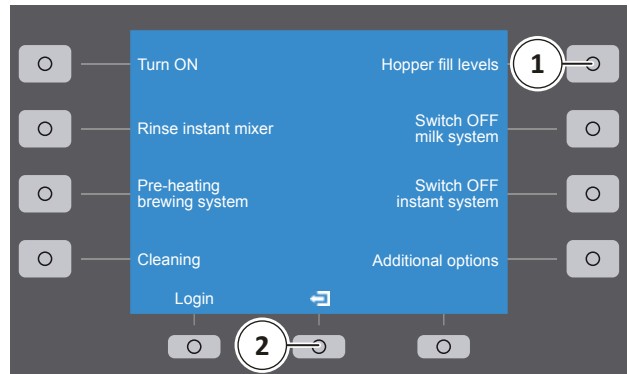 Turn ON
Hopper fill levels
1
Rinse instant mixer
Switch OFF
milk system
Pre-heating
brewing system
Switch OFF
instant system
Cleaning
Additional options
Login
2